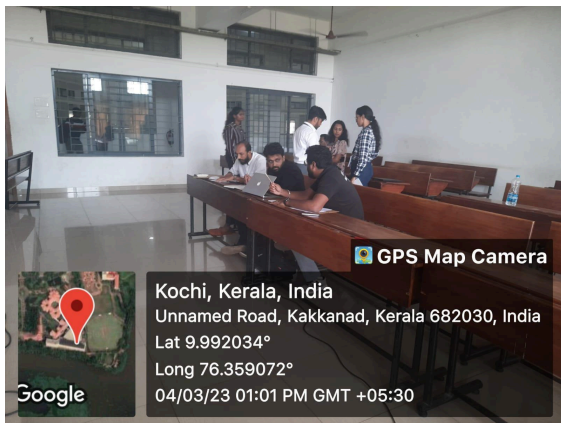 GPS Map Camera
Kochi, Kerala, India
Unnamed Road, Kakkanad, Kerala 682030, India
Lat 9.992034°
Long 76.359072°
04/03/23 01:01 PM GMT +05:30
Google